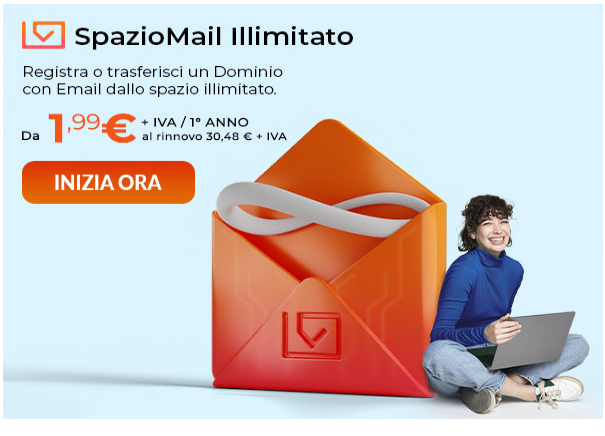 SpazioMail Illimitato
Registra o trasferisci un Dominio
con Email dallo spazio illimitato.
Da 1,99€ + IVA / 1° ANNO
al rinnovo 30,48 € + IVA
INIZIA ORA